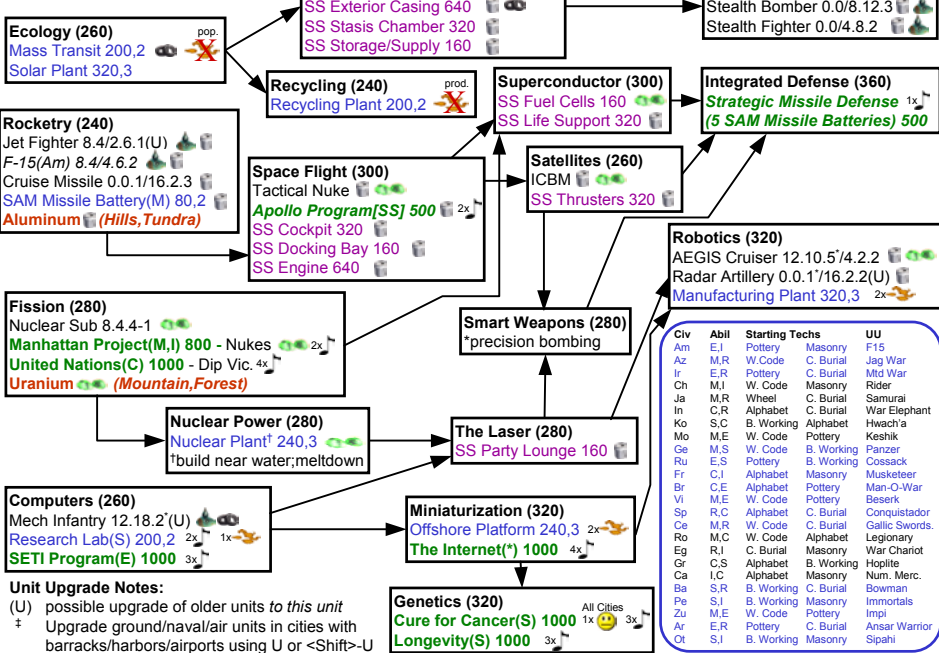 SS Exterior Casing 640
SS Stasis Chamber 320
SS Storage/Supply 160
Stealth Bomber 0.0/8.12.3
Stealth Fighter 0.0/4.8.2
Ecology (260)
pop.
X
Mass Transit 200,2
Solar Plant 320,3
Recycling (240)
prod.
X
Recycling Plant 200,2
Superconductor (300)
SS Fuel Cells 160
SS Life Support 320
Integrated Defense (360)
Strategic Missile Defense 1x
(5 SAM Missile Batteries) 500
Rocketry (240)
Jet Fighter 8.4/2.6.1(U)
F-15(Am) 8.4/4.6.2
Cruise Missile 0.0.1/16.2.3
SAM Missile Battery(M) 80,2
Aluminum (Hills,Tundra)
Space Flight (300)
Tactical Nuke
Apollo Program[SS] 500 2x
SS Cockpit 320
SS Docking Bay 160
SS Engine 640
Satellites (260)
ICBM
SS Thrusters 320
Robotics (320)
AEGIS Cruiser 12.10.5*/4.2.2
Radar Artillery 0.0.1*/16.2.2(U)
Manufacturing Plant 320,3 2x
Fission (280)
Nuclear Sub 8.4.4-1
Manhattan Project(M,I) 800 - Nukes 2x
United Nations(C) 1000 - Dip Vic. 4x
Uranium (Mountain,Forest)
Smart Weapons (280)
*precision bombing
Nuclear Power (280)
Nuclear Plant† 240,3
†build near water;meltdown
The Laser (280)
SS Party Lounge 160
Computers (260)
Mech Infantry 12.18.2*(U)
Research Lab(S) 200,2 2x 1x
SETI Program(E) 1000 3x
Miniaturization (320)
Offshore Platform 240,3 2x
The Internet(*) 1000 4x
Genetics (320)
All Cities
Cure for Cancer(S) 1000 1x 3x
Longevity(S) 1000 3x
Civ Abil Starting Techs UU
Am E,I Pottery Masonry F15
Az M,R W.Code C. Burial Jag War
Ir E,R Pottery C. Burial Mtd War
Ch M,I W. Code Masonry Rider
Ja M,R Wheel C. Burial Samurai
In C,R Alphabet C. Burial War Elephant
Ko S,C B. Working Alphabet Hwach'a
Mo M,E W. Code Pottery Keshik
Ge M,S W. Code B. Working Panzer
Ru E,S Pottery B. Working Cossack
Fr C,I Alphabet Masonry Musketeer
Br C,E Alphabet Pottery Man-O-War
Vi M,E W. Code Pottery Beserk
Sp R,C Alphabet C. Burial Conquistador
Ce M,R W. Code C. Burial Gallic Swords.
Ro M,C W. Code Alphabet Legionary
Eg R,I C. Burial Masonry War Chariot
Gr C,S Alphabet B. Working Hoplite
Ca I,C Alphabet Masonry Num. Merc.
Ba S,R B. Working C. Burial Bowman
Pe S,I B. Working Masonry Immortals
Zu M,E W. Code Pottery Impi
Ar E,R Pottery C. Burial Ansar Warrior
Ot S,I B. Working Masonry Sipahi
Unit Upgrade Notes:
(U) possible upgrade of older units to this unit
‡ Upgrade ground/naval/air units in cities with
barracks/harbors/airports using U or <Shift>-U